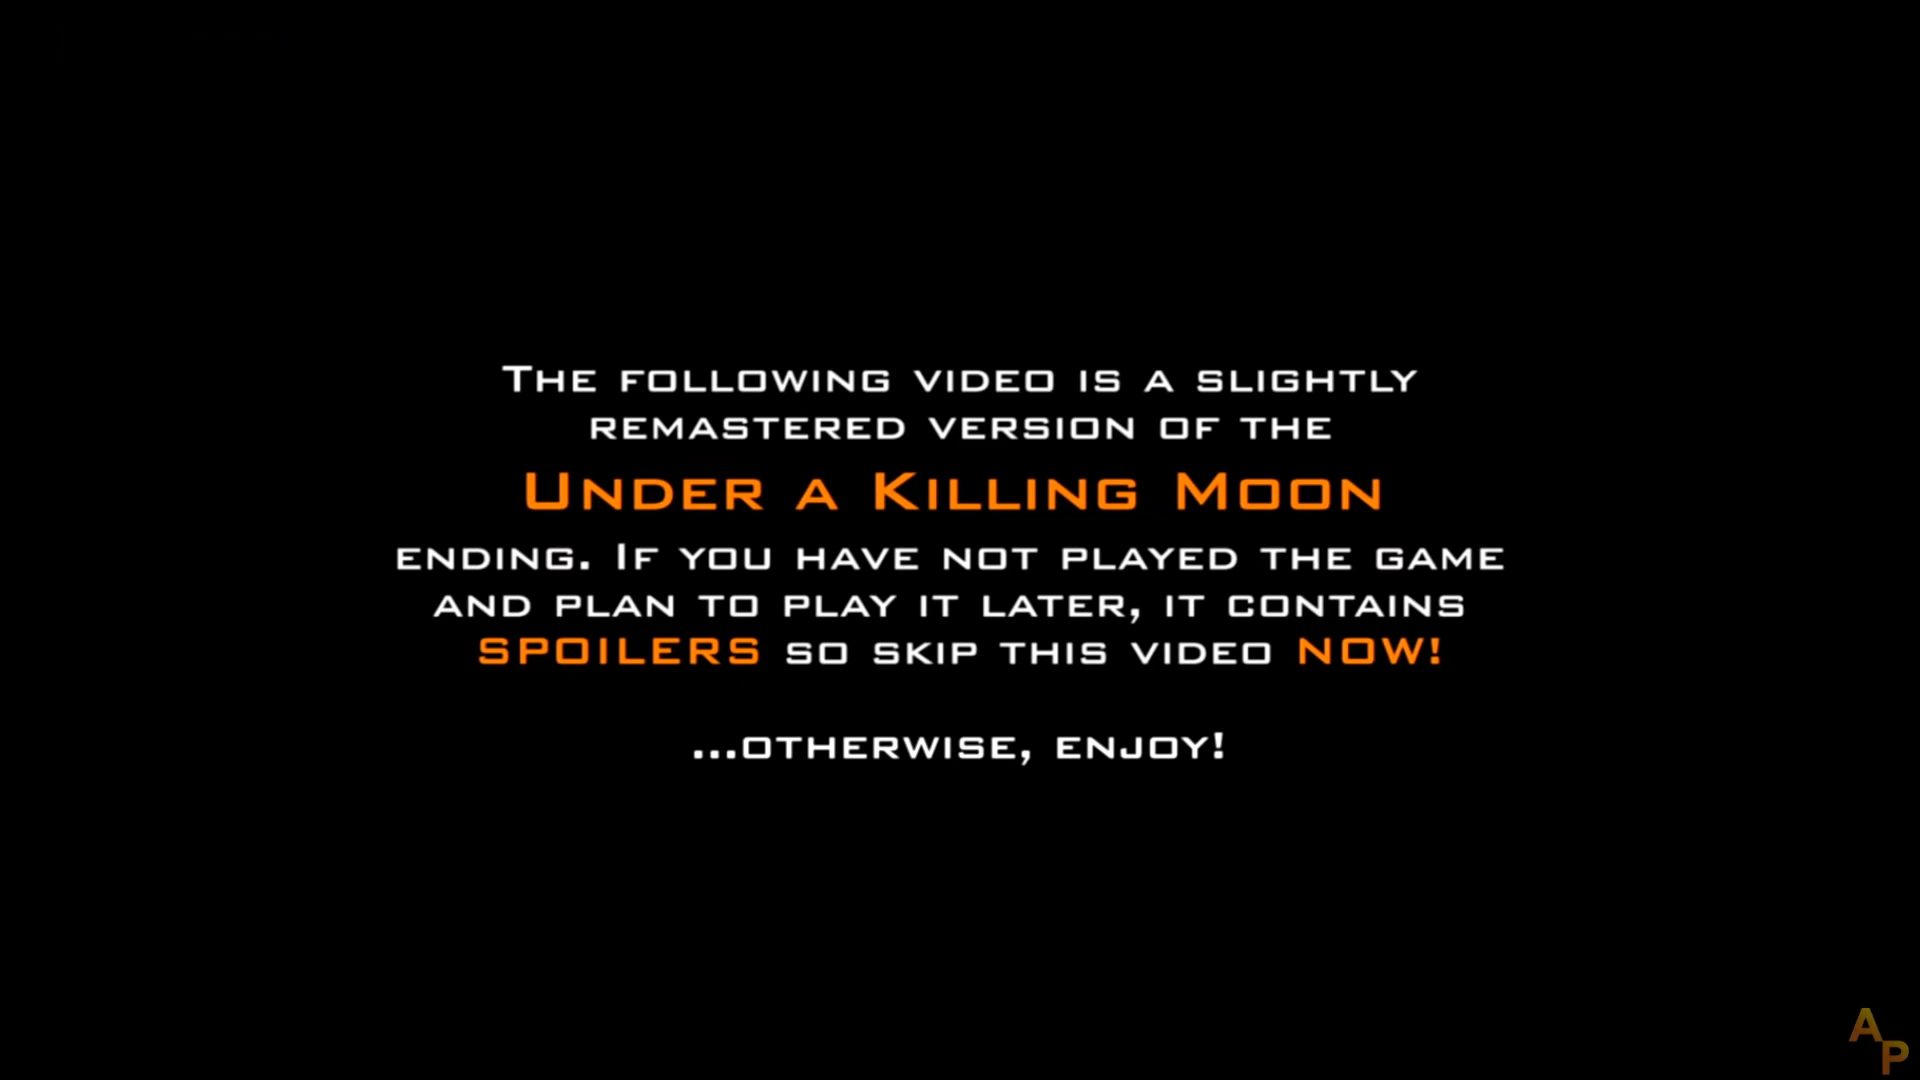 The following video is a slightly
remastered version of the
Under a Killing Moon
ending. If you have not played the game
and plan to play it later, it contains
SPOILERS so skip this video NOW!
...otherwise, enjoy!
AP